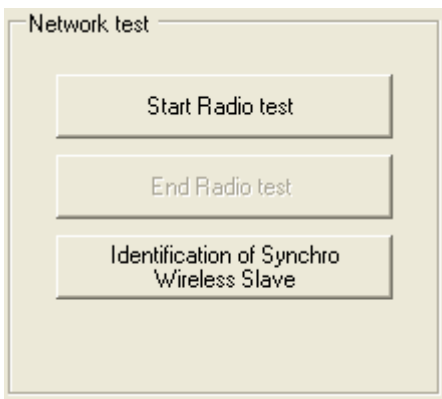 Network test
Start Radio test
End Radio test
Identification of Synchro
Wireless Slave